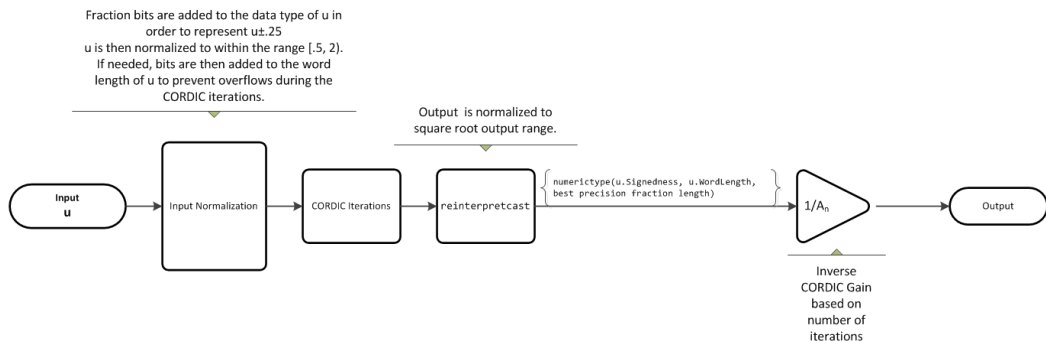 Fraction bits are added to the data type of u in
order to represent u±.25
u is then normalized to within the range [.5, 2).
If needed, bits are then added to the word
length of u to prevent overflows during the
CORDIC iterations.
Output is normalized to
square root output range.
Input
u
Input Normalization
CORDIC Iterations
reinterpretcast
numerictype(u.Signedness, u.WordLength,
best precision fraction length)
1/Aₙ
Output
Inverse
CORDIC Gain
based on
number of
iterations